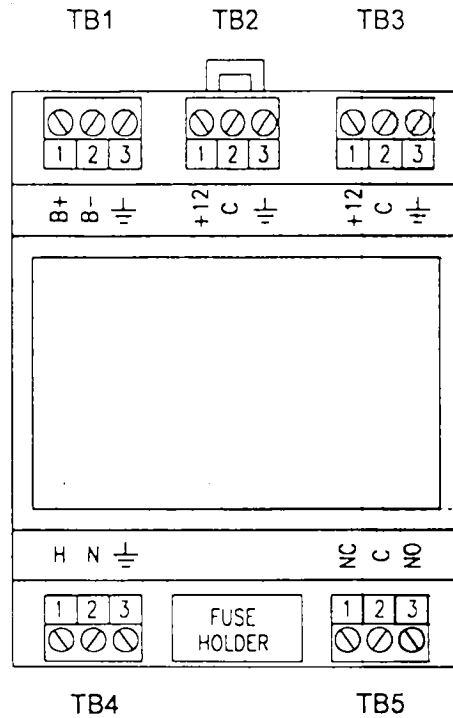 TB1 TB2 TB3
1 2 3 1 2 3 1 2 3
B+ B- +12 C +12 C
H N NC C NO
1 2 3 FUSE HOLDER 1 2 3
TB4 TB5